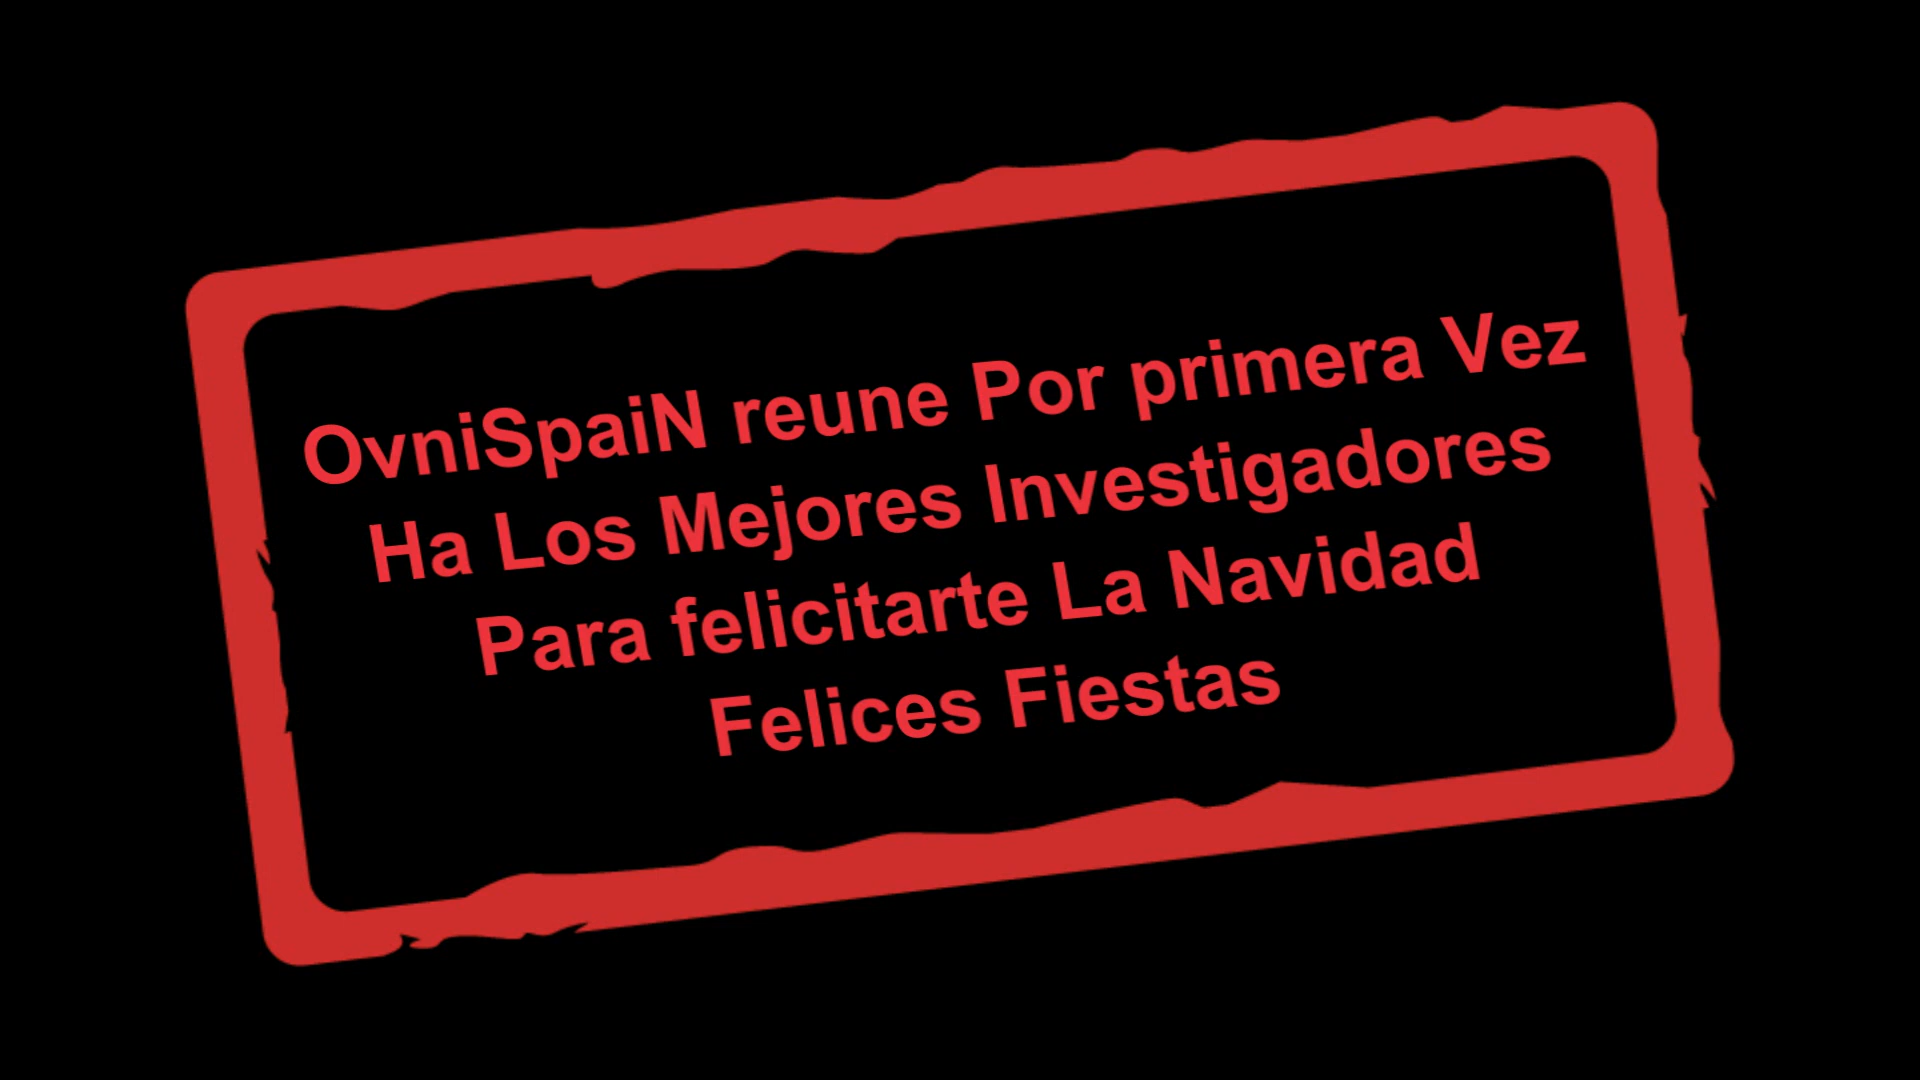 OvniSpaiN reune Por primera Vez
Ha Los Mejores Investigadores
Para felicitarte La Navidad
Felices Fiestas